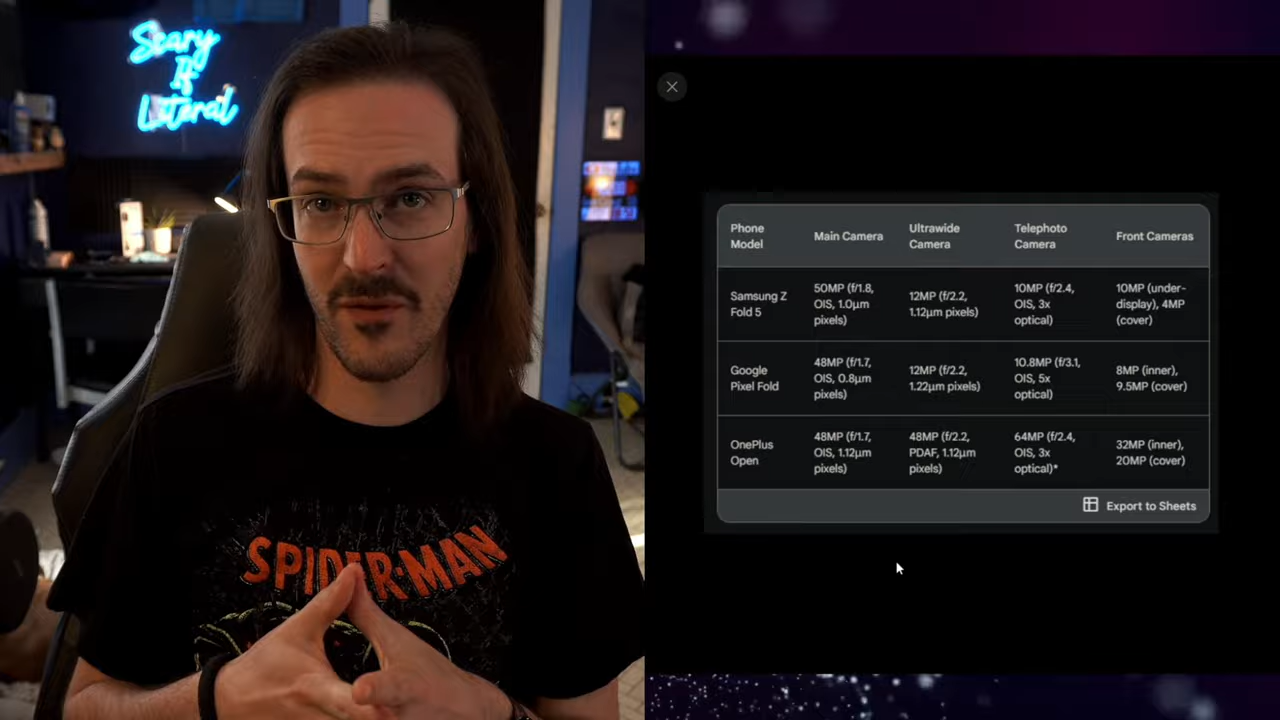 Scary
Is
Literal
SPIDER-MAN
Phone
Model
Main Camera
Ultrawide
Camera
Telephoto
Camera
Front Cameras
Samsung Z
Fold 5
50MP (f/1.8,
OIS, 1.0µm
pixels)
12MP (f/2.2,
1.12µm pixels)
10MP (f/2.4,
OIS, 3x
optical)
10MP (under-
display), 4MP
(cover)
Google
Pixel Fold
48MP (f/1.7,
OIS, 0.8µm
pixels)
12MP (f/2.2,
1.22µm pixels)
10.8MP (f/3.1,
OIS, 5x
optical)
8MP (inner),
9.5MP (cover)
OnePlus
Open
48MP (f/1.7,
OIS, 1.12µm
pixels)
48MP (f/2.2,
PDAF, 1.12µm
pixels)
64MP (f/2.4,
OIS, 3x
optical)*
32MP (inner),
20MP (cover)
Export to Sheets